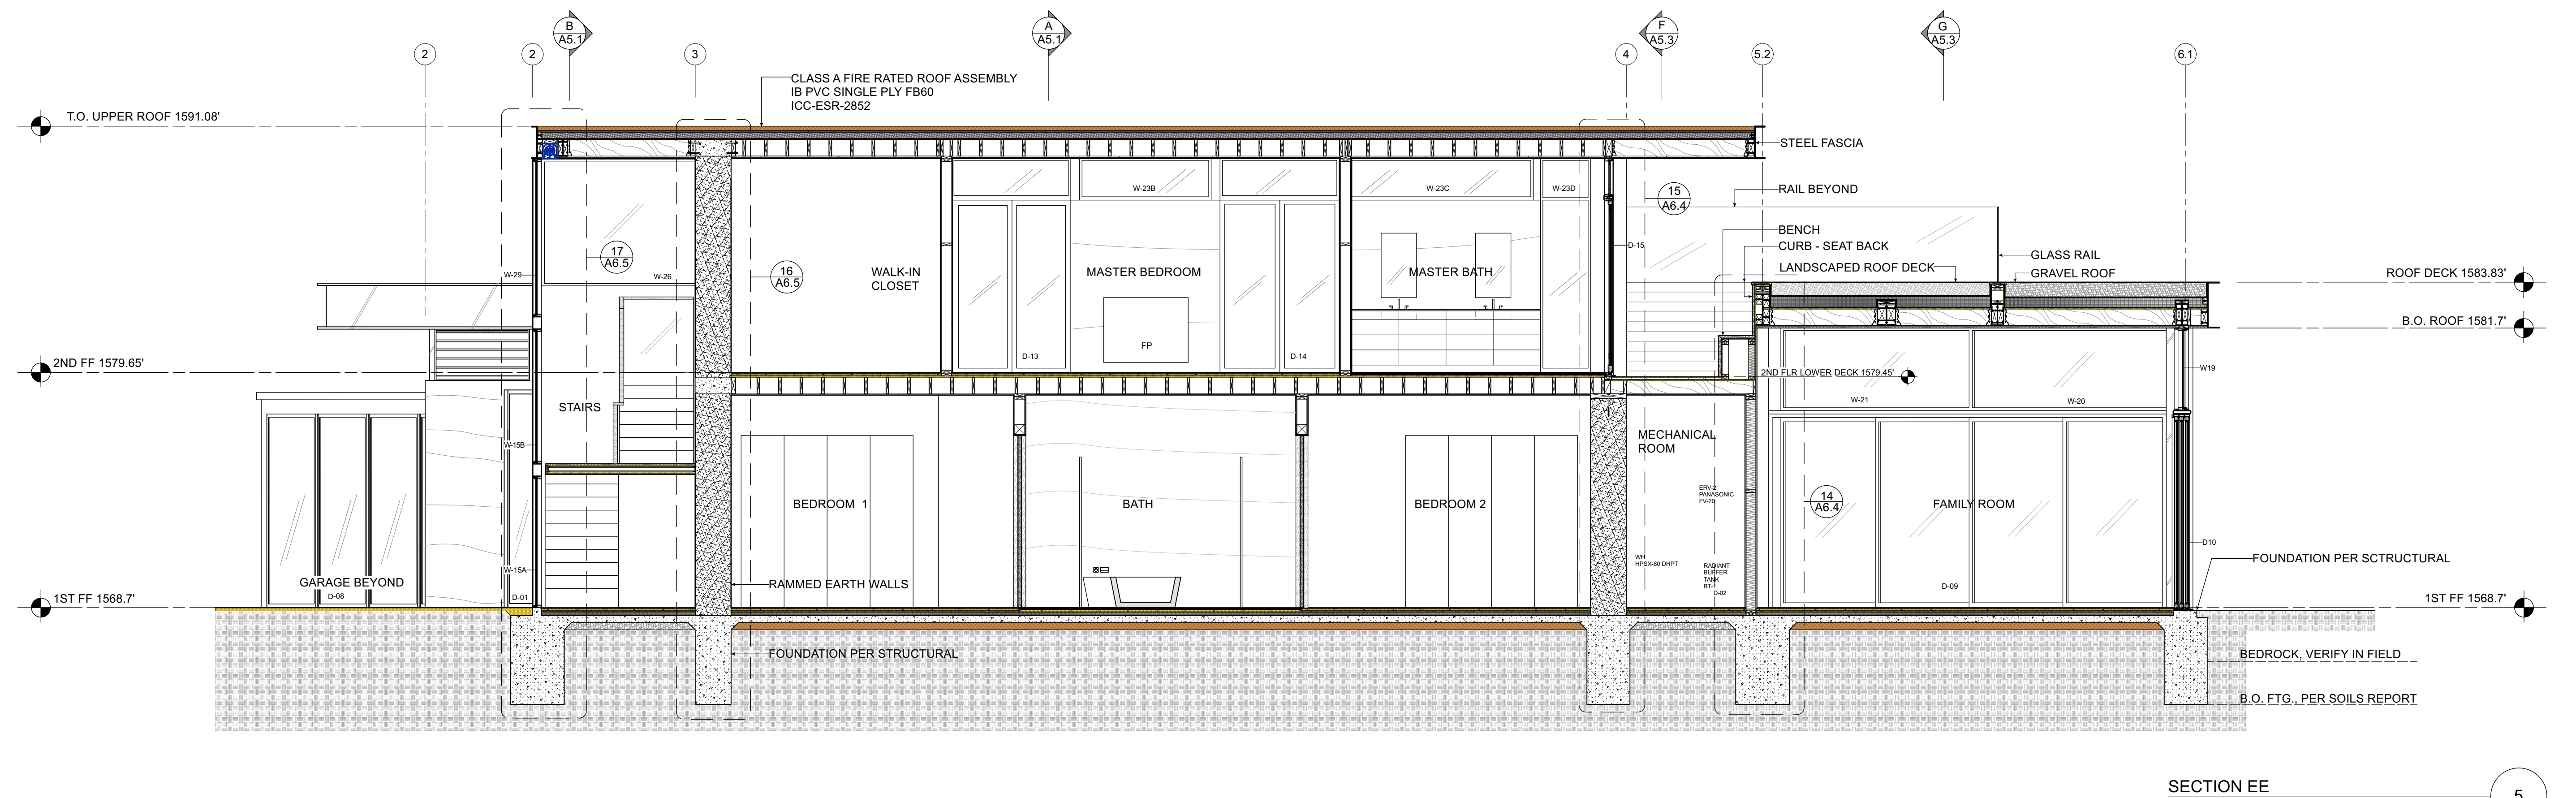 B
A5.1
A
A5.1
F
A5.3
G
A5.3
2
2
3
4
5.2
6.1
CLASS A FIRE RATED ROOF ASSEMBLY
IB PVC SINGLE PLY FB60
ICC-ESR-2852
T.O. UPPER ROOF 1591.08'
STEEL FASCIA
W-23B
W-23C
W-23D
15
A6.4
RAIL BEYOND
BENCH
CURB - SEAT BACK
D-15
17
A6.5
GLASS RAIL
LANDSCAPED ROOF DECK
GRAVEL ROOF
ROOF DECK 1583.83'
W-29
W-26
16
A6.5
WALK-IN
CLOSET
MASTER BEDROOM
MASTER BATH
B.O. ROOF 1581.7'
FP
D-13
D-14
2ND FF 1579.65'
2ND FLR LOWER DECK 1579.45'
W19
W-21
W-20
STAIRS
W-15B
MECHANICAL
ROOM
ERV-2
PANASONIC
FV-20
14
A6.4
BEDROOM 1
BATH
BEDROOM 2
FAMILY ROOM
D10
WH
HPSX-80 DHPT
RADIANT
BUFFER
TANK
BT-1
D-02
FOUNDATION PER SCTRUCTURAL
W-15A
GARAGE BEYOND
D-08
D-01
RAMMED EARTH WALLS
D-09
1ST FF 1568.7'
1ST FF 1568.7'
FOUNDATION PER STRUCTURAL
BEDROCK, VERIFY IN FIELD
B.O. FTG., PER SOILS REPORT
SECTION EE
5